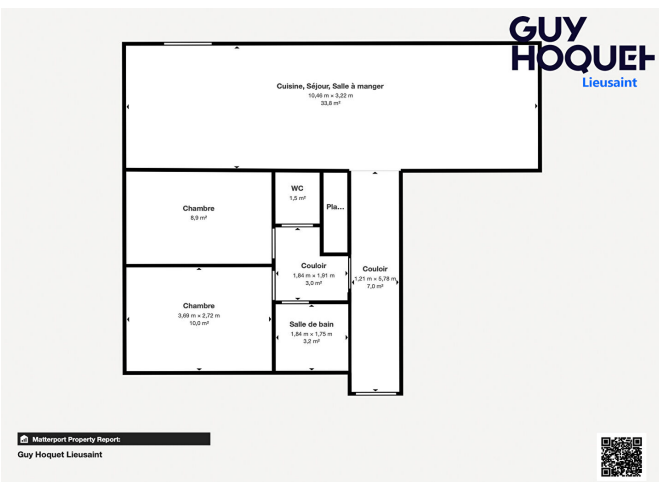 GUY
HOQUET
Lieusaint
Cuisine, Séjour, Salle à manger
10,46 m × 3,22 m
33,8 m²
WC
1,5 m²
Pla...
Chambre
8,9 m²
Couloir
1,84 m × 1,91 m
3,0 m²
Couloir
1,21 m × 5,78 m
7,0 m²
Chambre
3,69 m × 2,72 m
10,0 m²
Salle de bain
1,84 m × 1,75 m
3,2 m²
Matterport Property Report:
Guy Hoquet Lieusaint